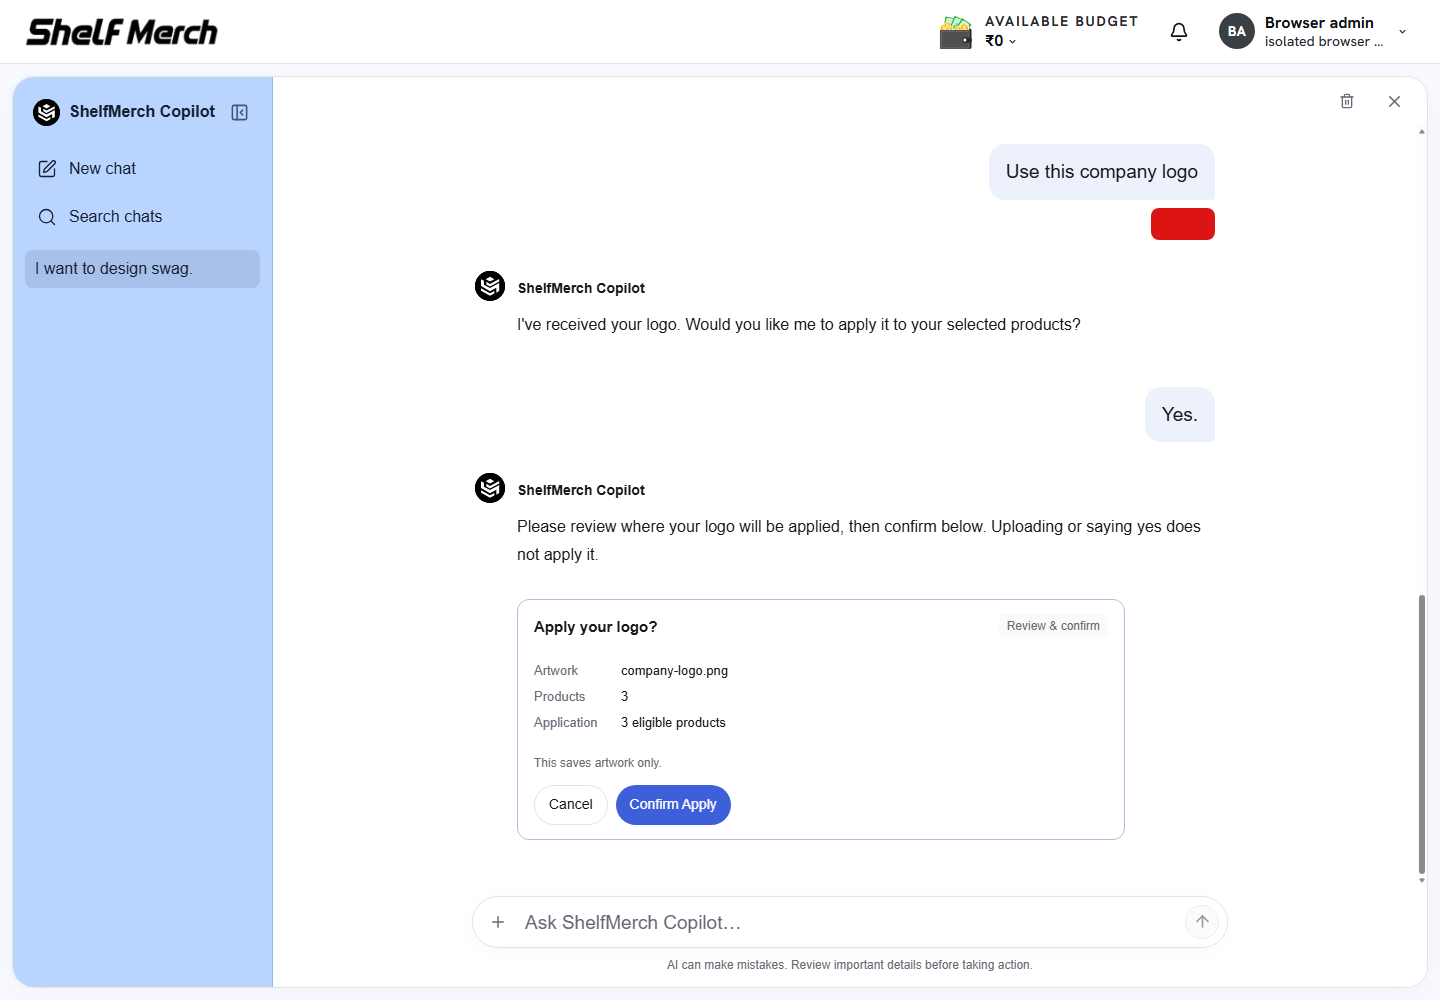 Shelf Merch
AVAILABLE BUDGET
₹0
BA
Browser admin
isolated browser ...
ShelfMerch Copilot
New chat
Search chats
I want to design swag.
Use this company logo
ShelfMerch Copilot
I've received your logo. Would you like me to apply it to your selected products?
Yes.
ShelfMerch Copilot
Please review where your logo will be applied, then confirm below. Uploading or saying yes does
not apply it.
Apply your logo?
Review & confirm
Artwork company-logo.png
Products 3
Application 3 eligible products
This saves artwork only.
Cancel
Confirm Apply
Ask ShelfMerch Copilot…
AI can make mistakes. Review important details before taking action.